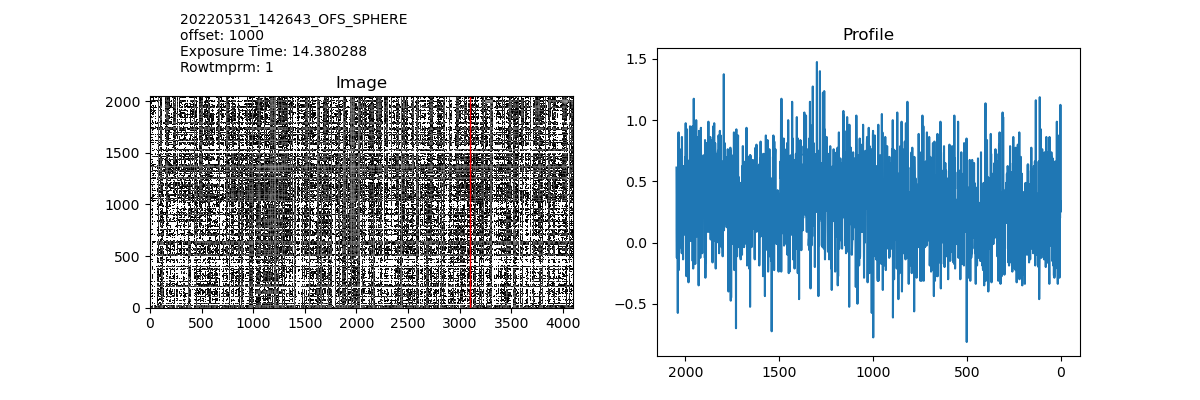 20220531_142643_OFS_SPHERE
offset: 1000
Exposure Time: 14.380288
Rowtmprm: 1
Image
2000
1500
1000
500
0
0 500 1000 1500 2000 2500 3000 3500 4000
Profile
1.5
1.0
0.5
0.0
−0.5
2000 1500 1000 500 0